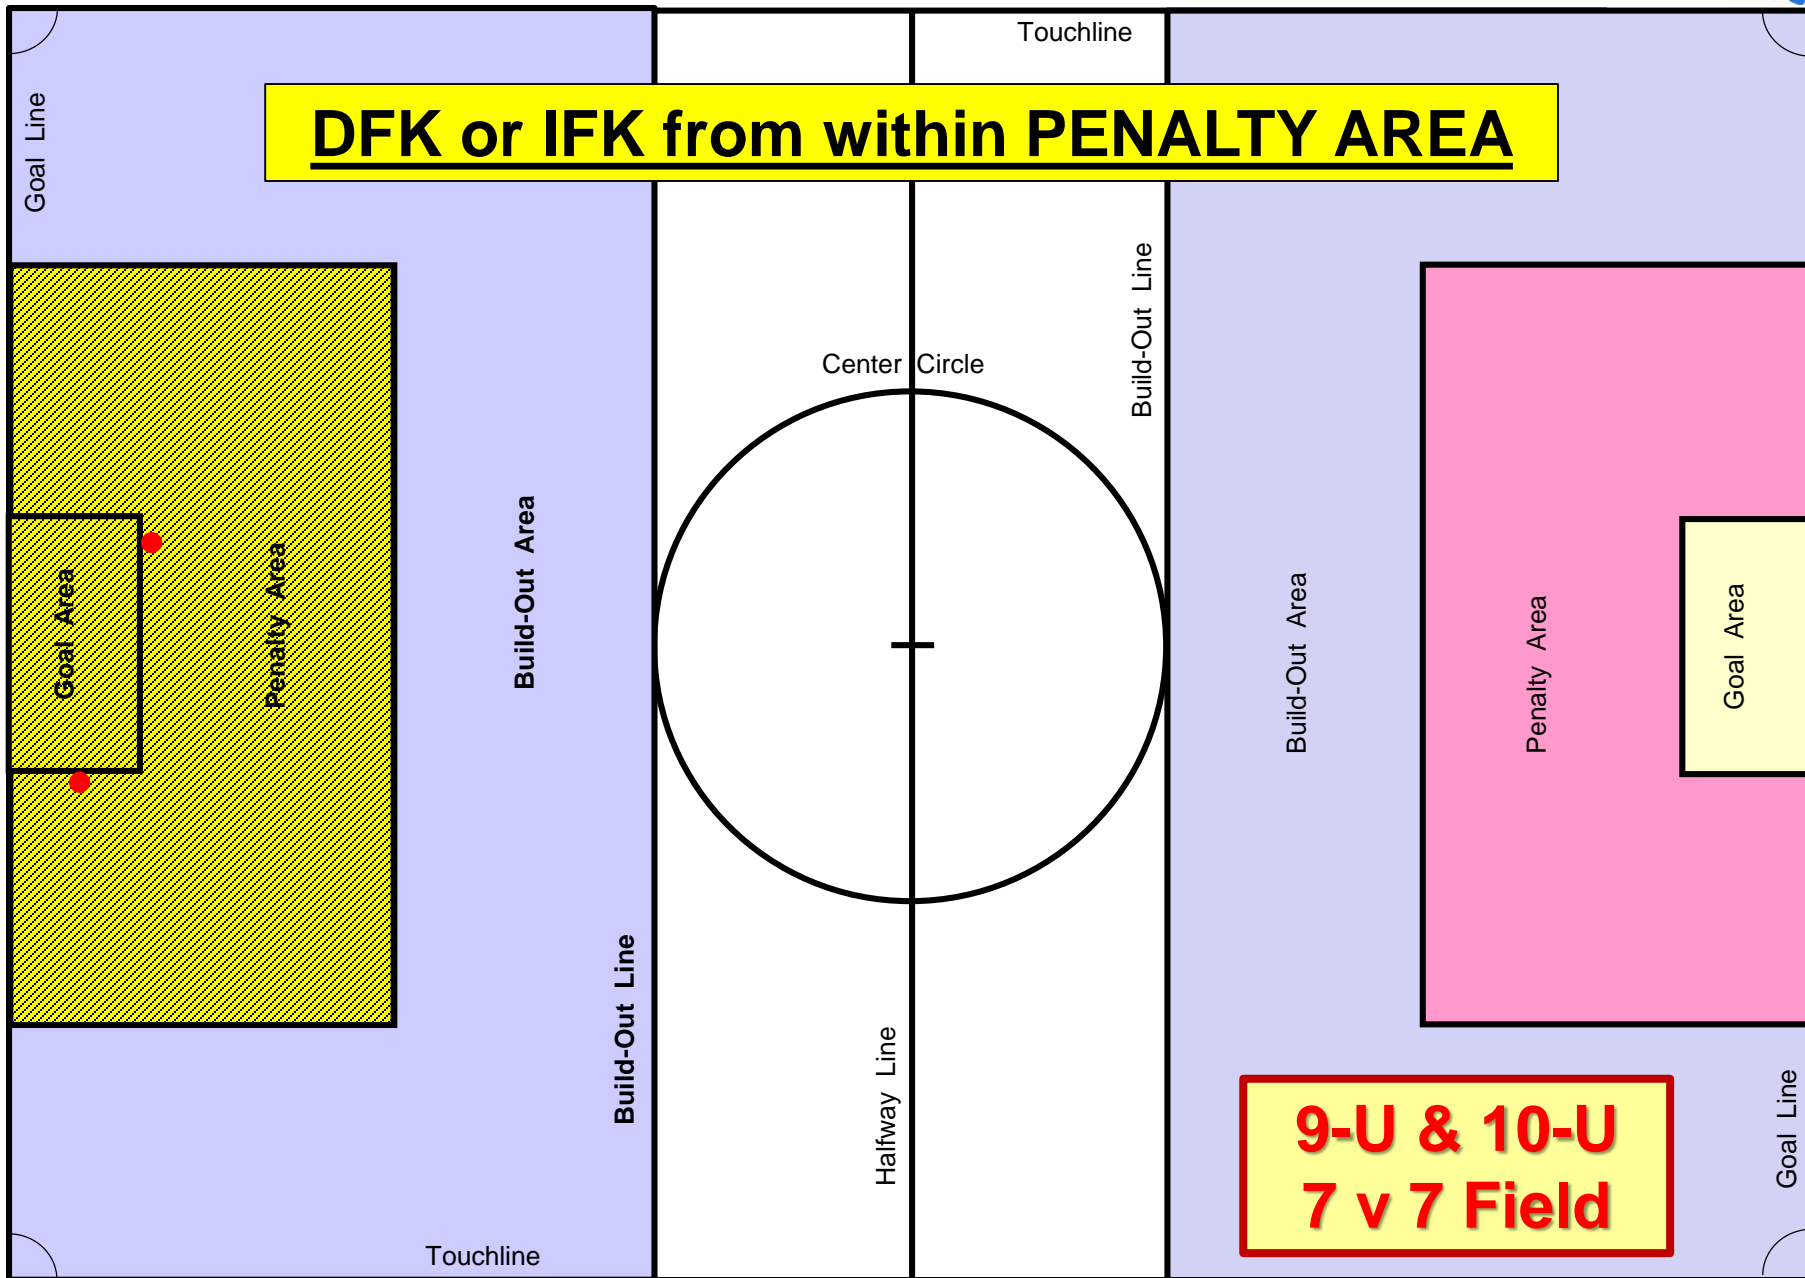 Touchline
Goal Line
DFK or IFK from within PENALTY AREA
Build-Out Line
Center Circle
Goal Area
Penalty Area
Build-Out Area
Build-Out Area
Penalty Area
Goal Area
Build-Out Line
Halfway Line
9-U & 10-U
7 v 7 Field
Goal Line
Touchline